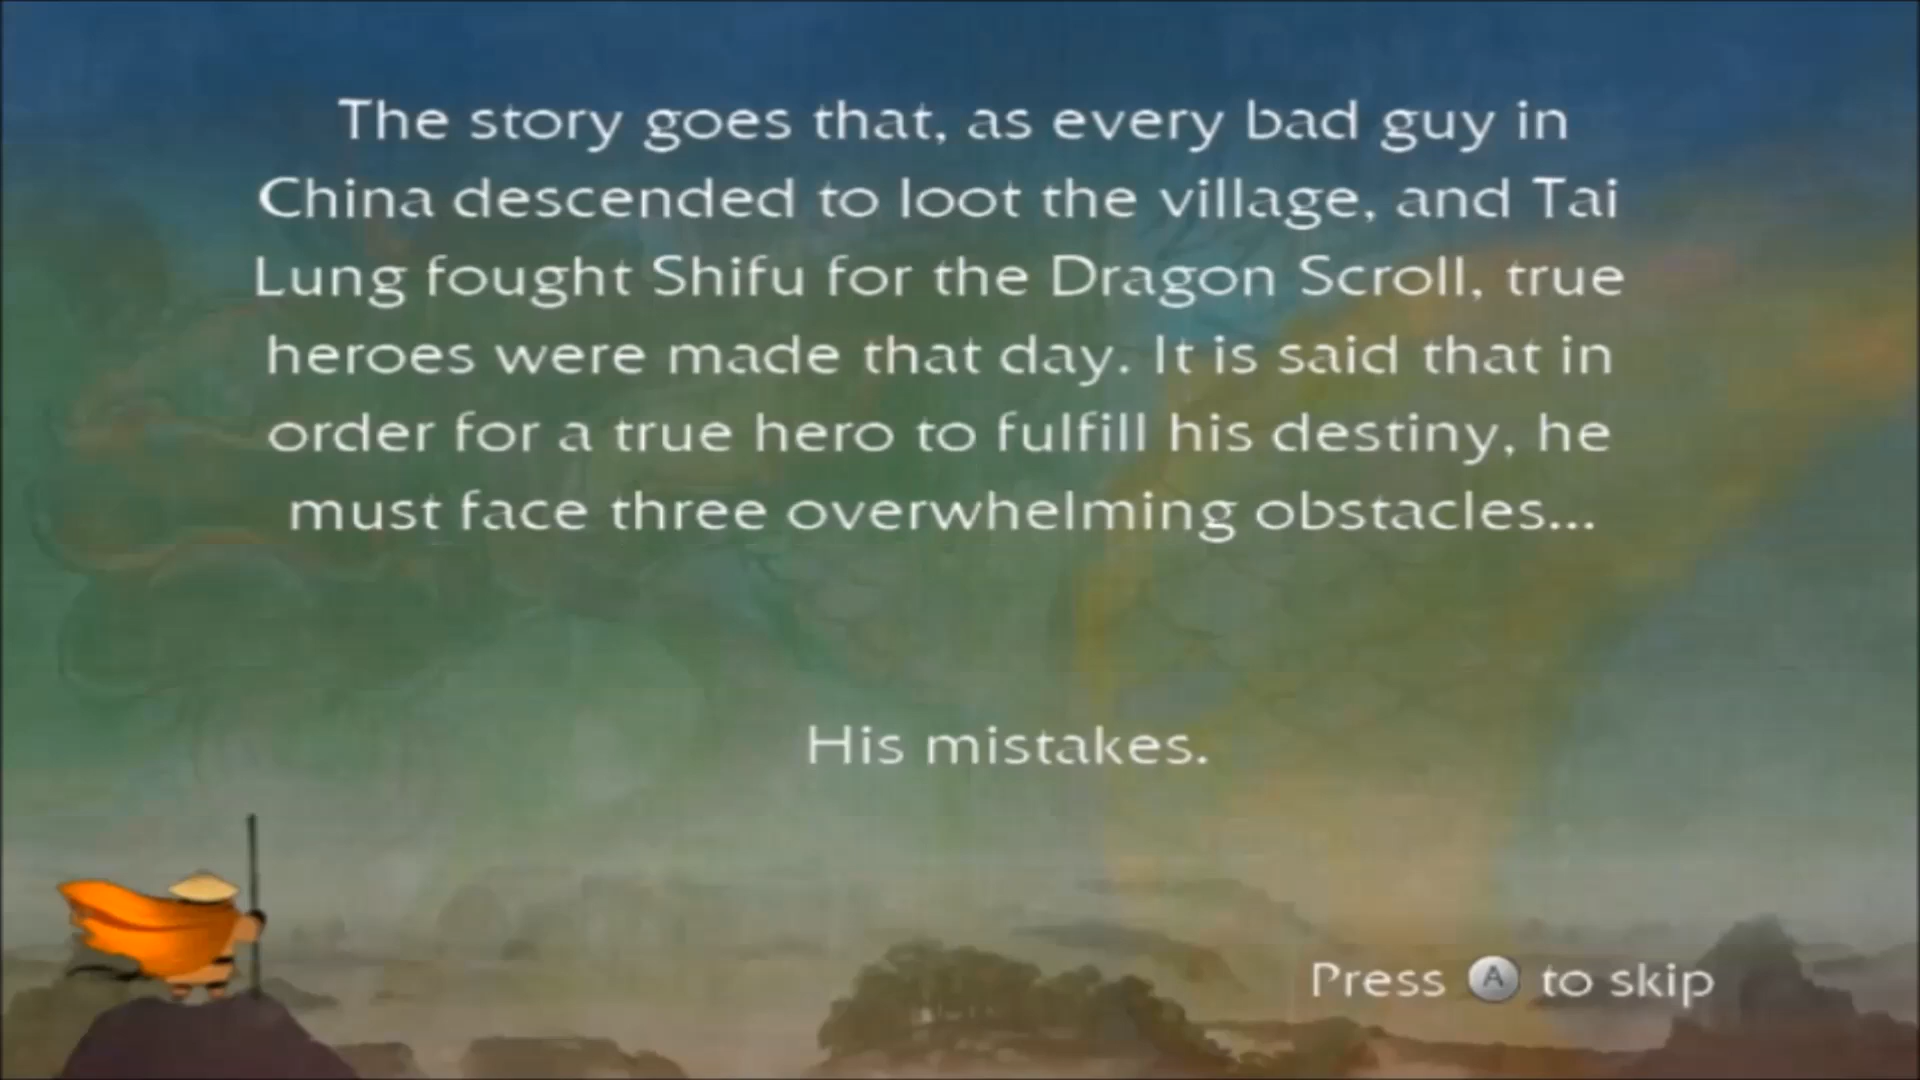 The story goes that, as every bad guy in
China descended to loot the village, and Tai
Lung fought Shifu for the Dragon Scroll, true
heroes were made that day. It is said that in
order for a true hero to fulfill his destiny, he
must face three overwhelming obstacles...
His mistakes.
Press A to skip